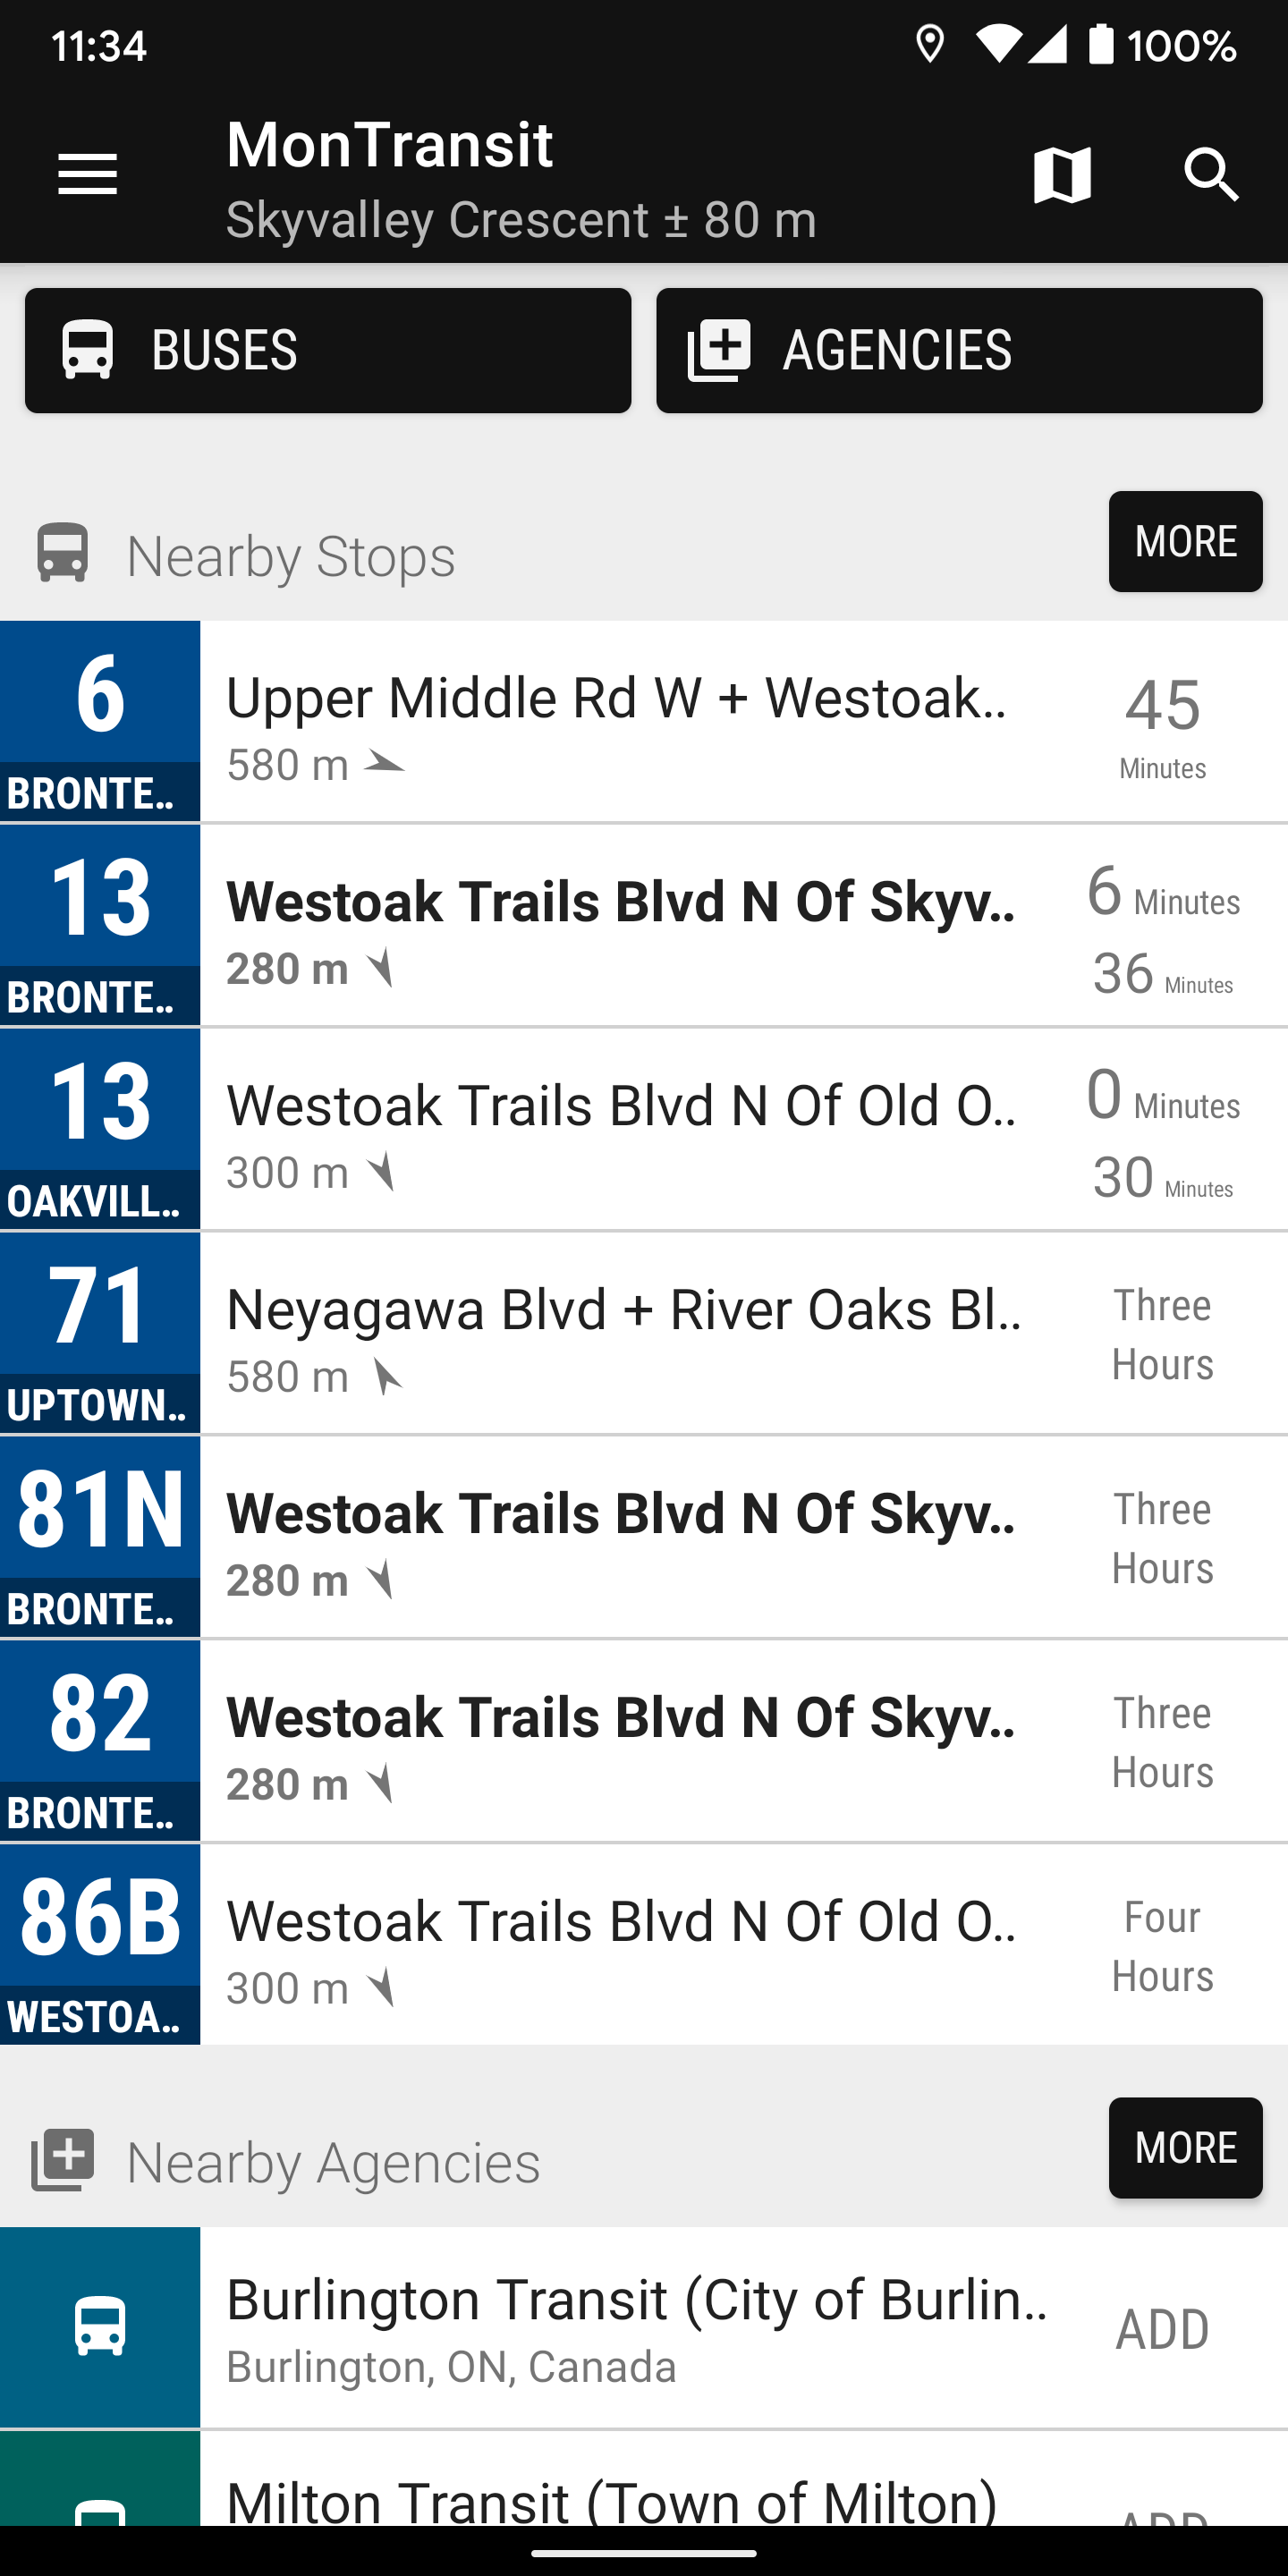 11:34
100%
MonTransit
Skyvalley Crescent ± 80 m
BUSES
AGENCIES
Nearby Stops
MORE
6
BRONTE..
Upper Middle Rd W + Westoak..
580 m
45
Minutes
13
BRONTE..
Westoak Trails Blvd N Of Skyv..
280 m
6 Minutes
36 Minutes
13
OAKVILL..
Westoak Trails Blvd N Of Old O..
300 m
0 Minutes
30 Minutes
71
UPTOWN..
Neyagawa Blvd + River Oaks Bl..
580 m
Three
Hours
81N
BRONTE..
Westoak Trails Blvd N Of Skyv..
280 m
Three
Hours
82
BRONTE..
Westoak Trails Blvd N Of Skyv..
280 m
Three
Hours
86B
WESTOA..
Westoak Trails Blvd N Of Old O..
300 m
Four
Hours
Nearby Agencies
MORE
Burlington Transit (City of Burlin..
Burlington, ON, Canada
ADD
Milton Transit (Town of Milton)
ADD